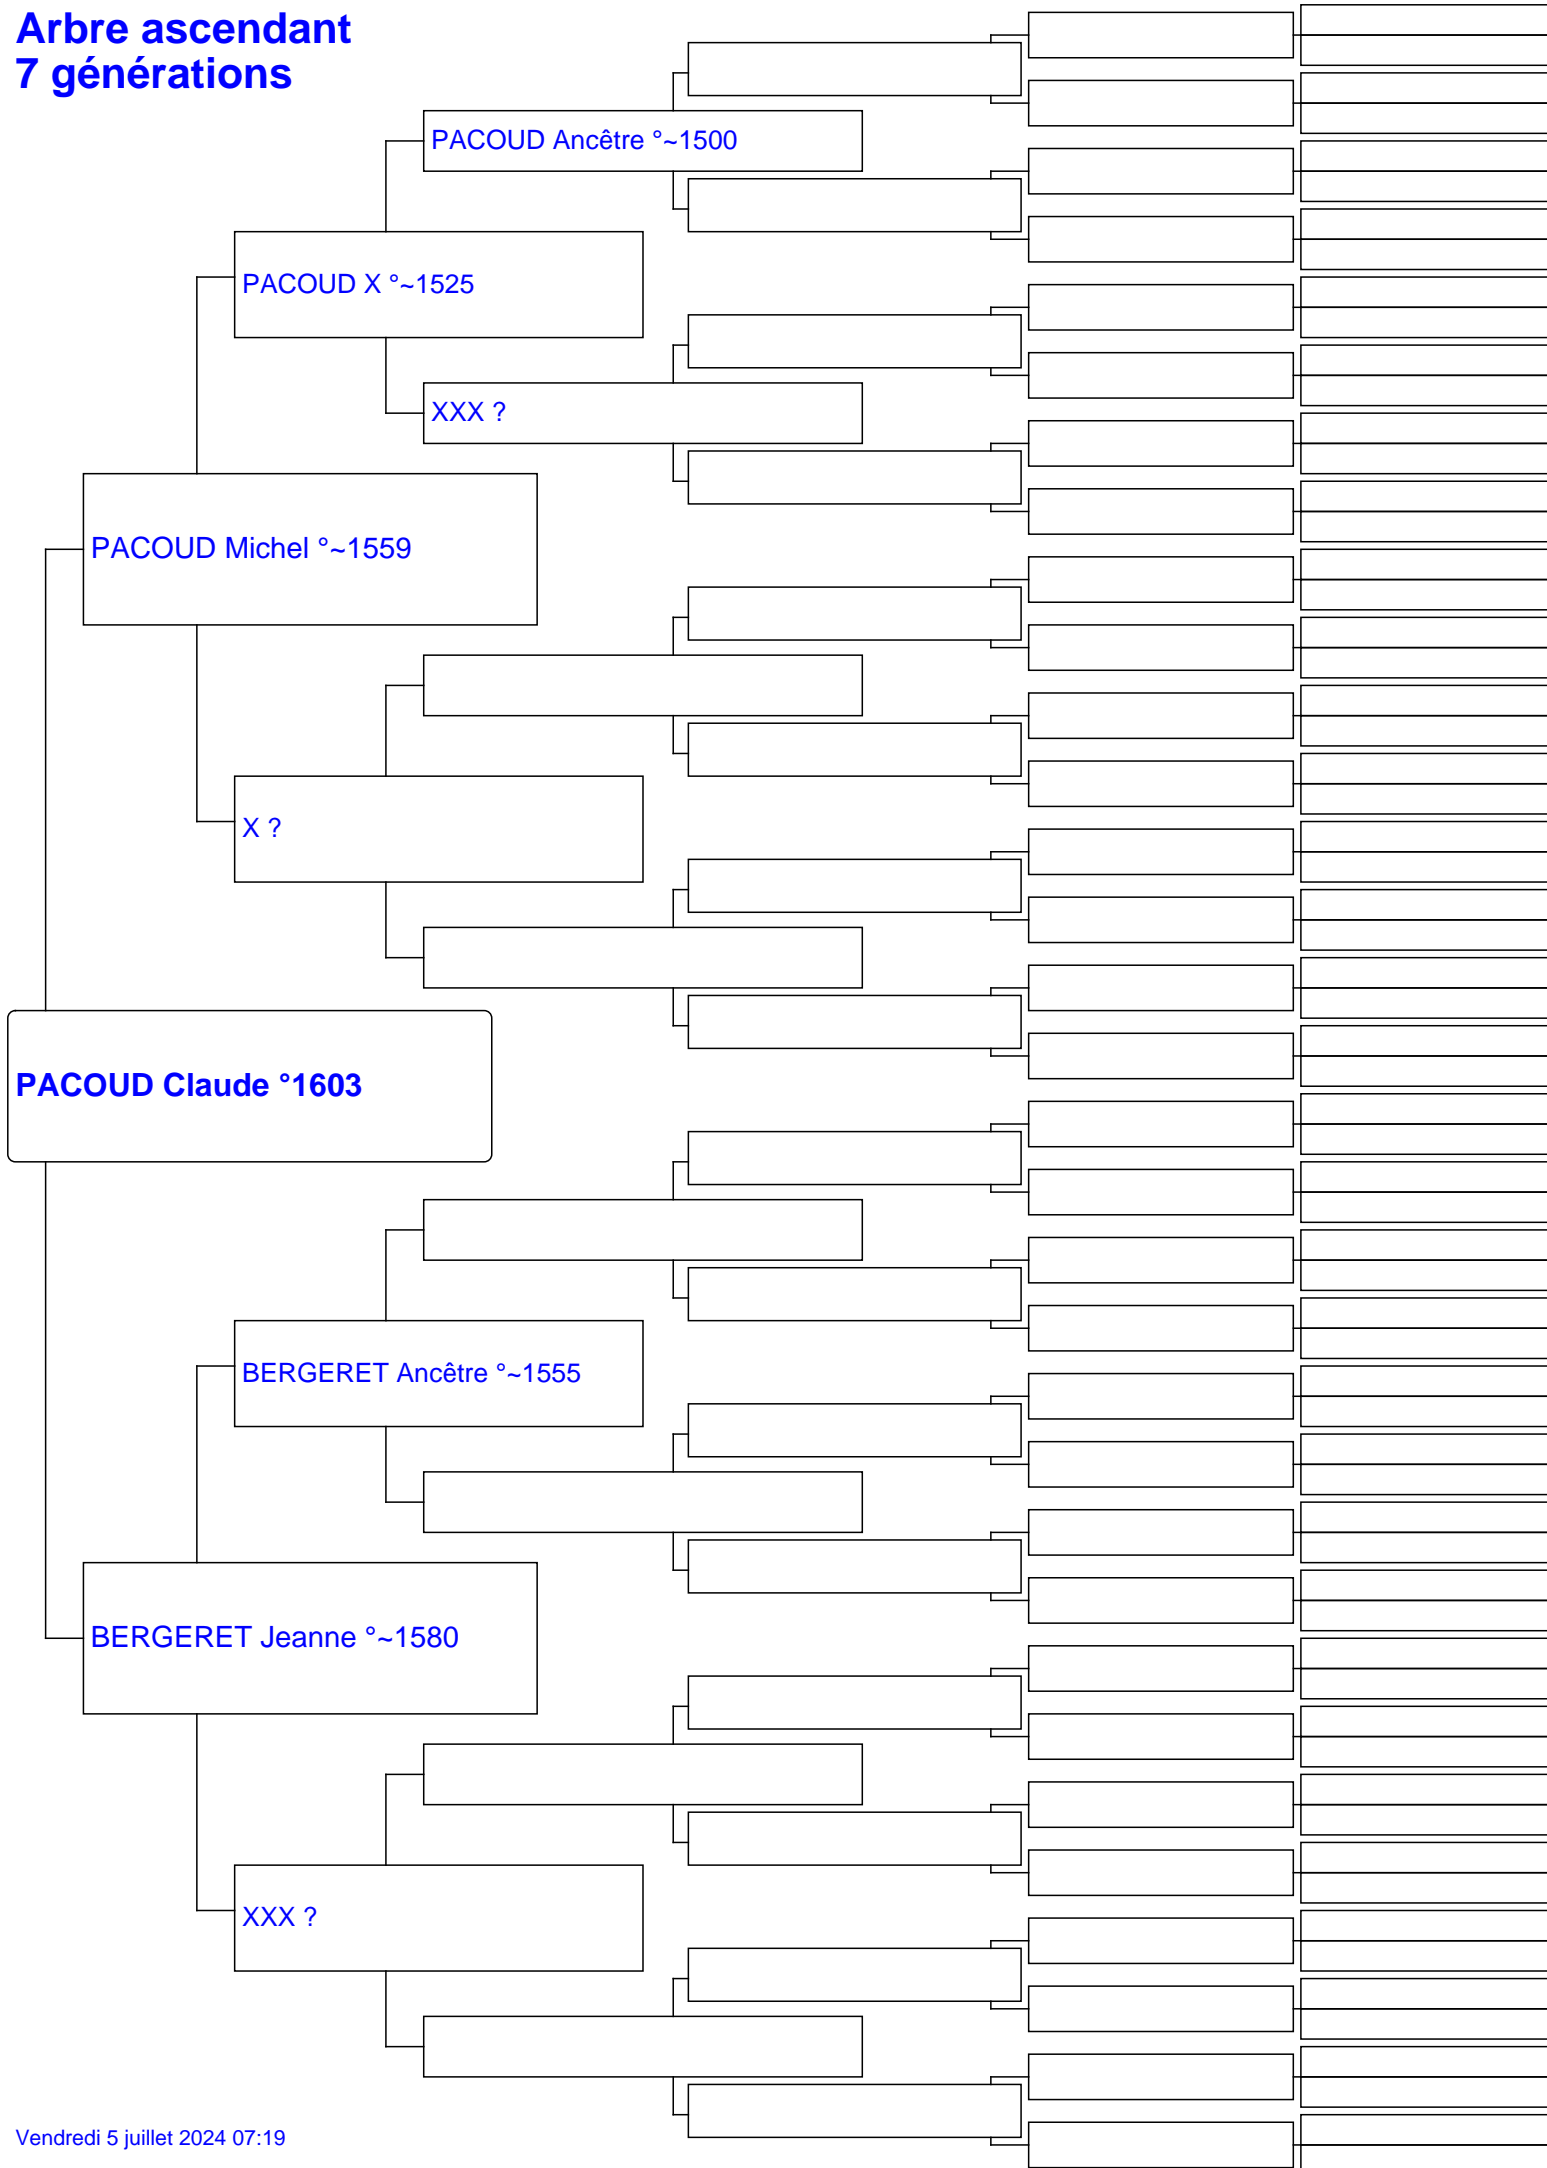 Arbre ascendant
7 générations
PACOUD Ancêtre °~1500
PACOUD X °~1525
XXX ?
PACOUD Michel °~1559
X ?
PACOUD Claude °1603
BERGERET Ancêtre °~1555
BERGERET Jeanne °~1580
XXX ?
Vendredi 5 juillet 2024 07:19